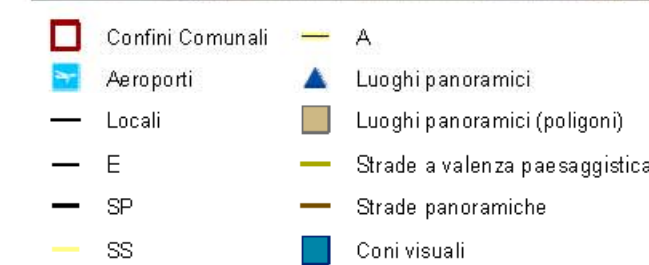 Confini Comunali
Aeroporti
Locali
E
SP
SS
A
Luoghi panoramici
Luoghi panoramici (poligoni)
Strade a valenza paesaggistica
Strade panoramiche
Coni visuali